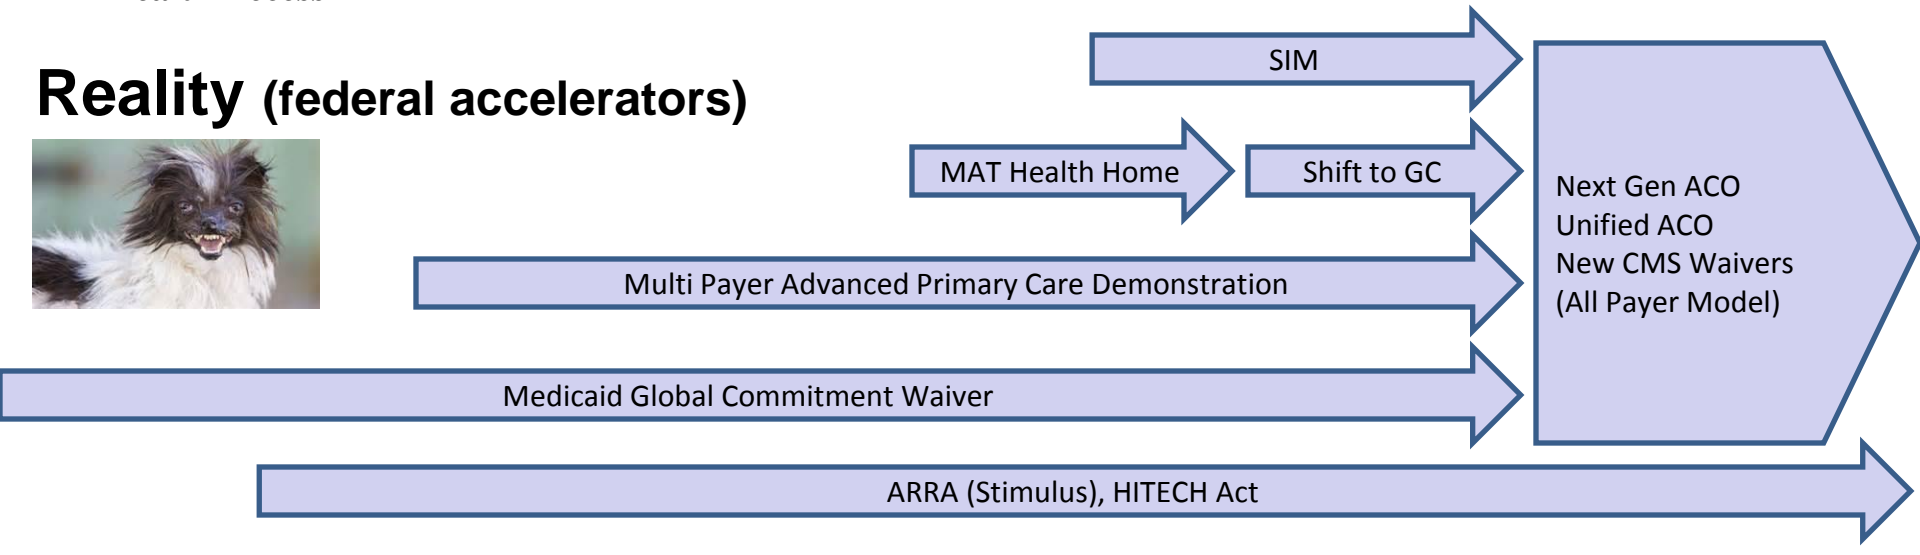 Reality (federal accelerators)
SIM
MAT Health Home
Shift to GC
Next Gen ACO
Unified ACO
New CMS Waivers
(All Payer Model)
Multi Payer Advanced Primary Care Demonstration
Medicaid Global Commitment Waiver
ARRA (Stimulus), HITECH Act